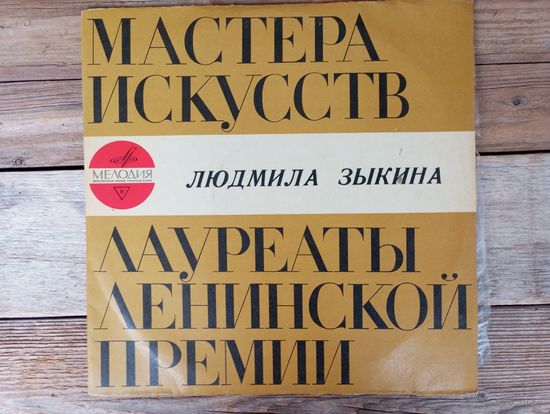 МАСТЕРА
ИСКУССТВ
МЕЛОДИЯ
ЛЮДМИЛА ЗЫКИНА
ЛАУРЕАТЫ
ЛЕНИНСКОЙ
ПРЕМИИ